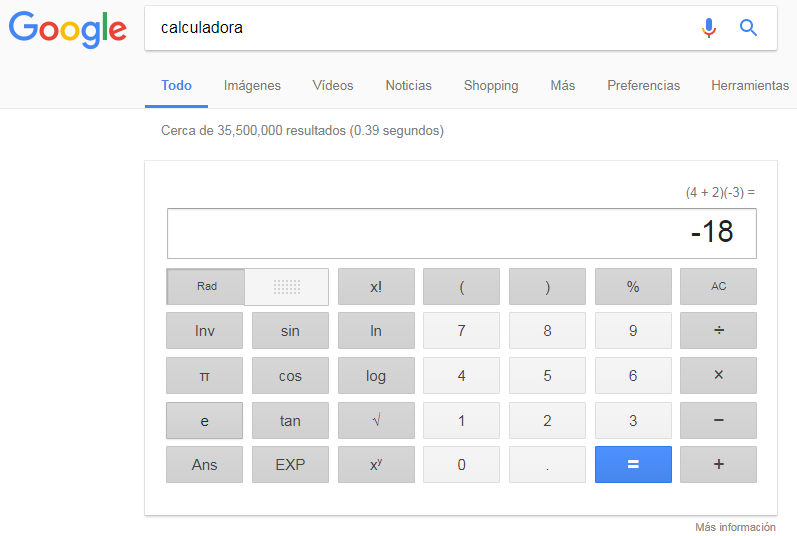 Google calculadora
Todo Imágenes Vídeos Noticias Shopping Más Preferencias Herramientas
Cerca de 35,500,000 resultados (0.39 segundos)
(4 + 2)(-3) =
-18
Rad x! ( ) % AC
Inv sin ln 7 8 9 ÷
π cos log 4 5 6 ×
e tan √ 1 2 3 −
Ans EXP xʸ 0 . = +
Más información